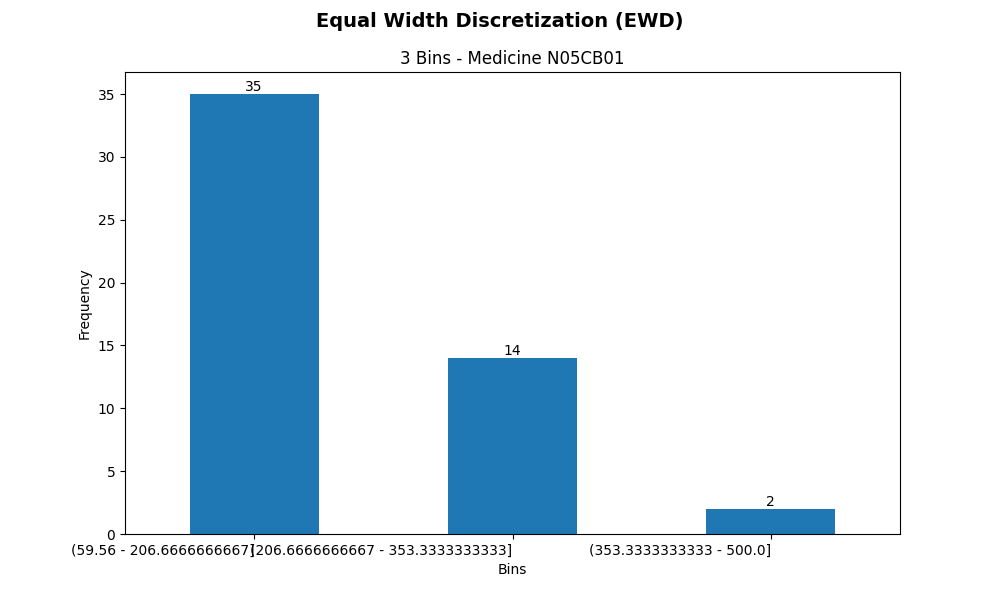 Equal Width Discretization (EWD)
3 Bins - Medicine N05CB01
35
30
25
20
15
10
5
0
Frequency
35
14
2
(59.56 - 206.6666666667]
(206.6666666667 - 353.3333333333]
(353.3333333333 - 500.0]
Bins